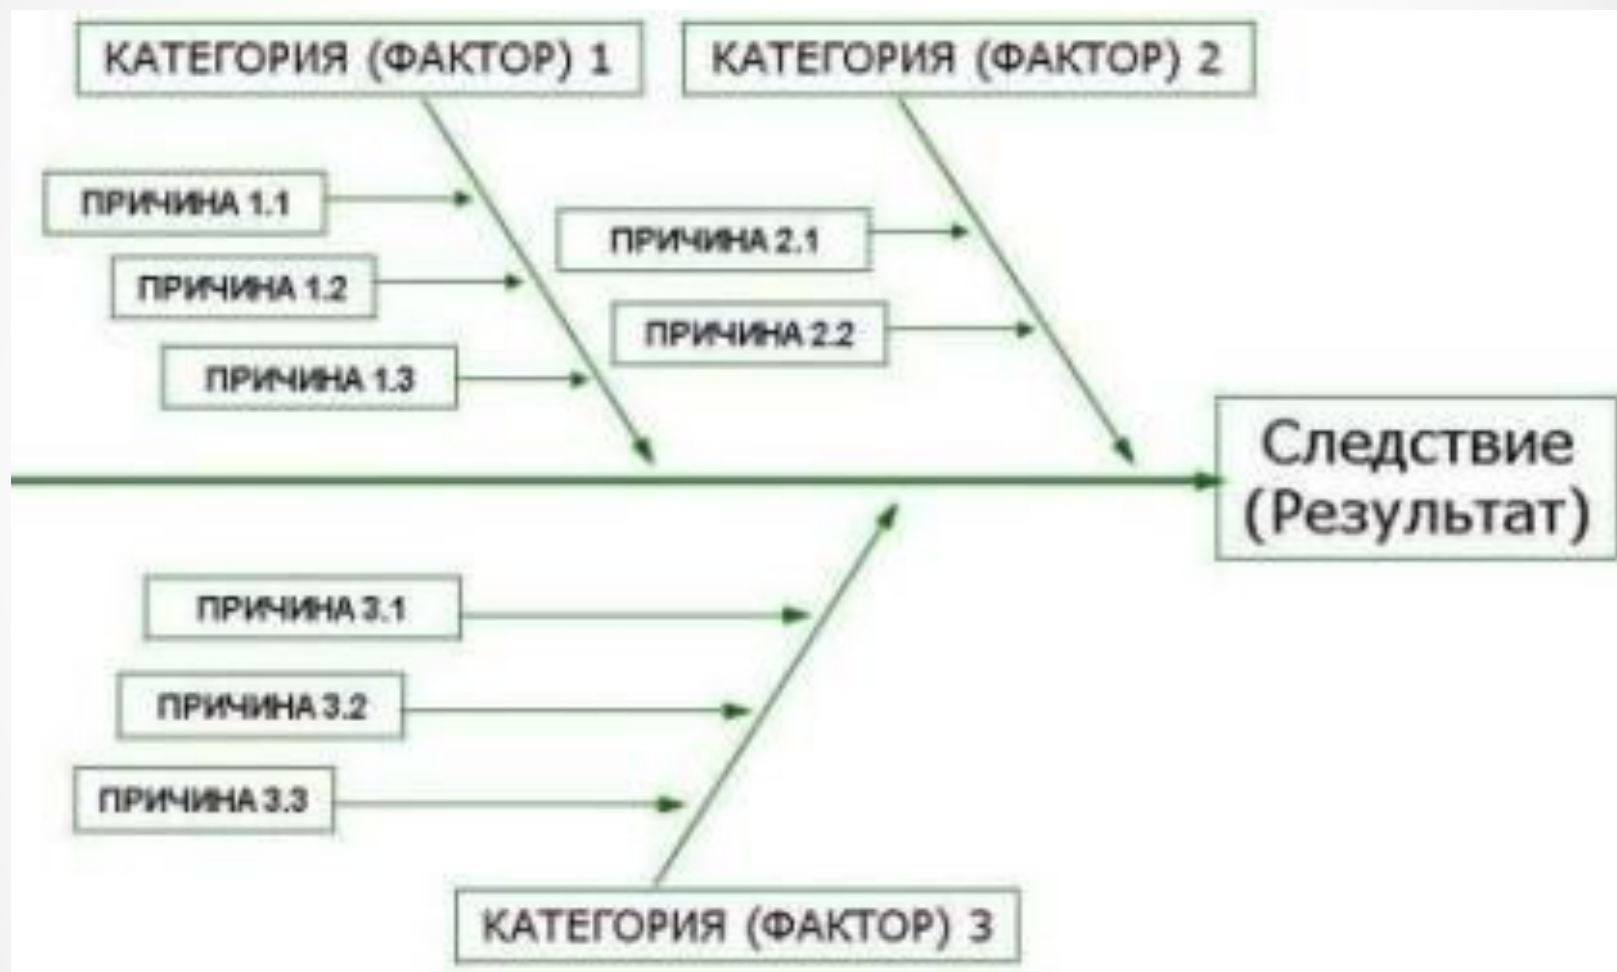 КАТЕГОРИЯ (ФАКТОР) 1
КАТЕГОРИЯ (ФАКТОР) 2
ПРИЧИНА 1.1
ПРИЧИНА 1.2
ПРИЧИНА 1.3
ПРИЧИНА 2.1
ПРИЧИНА 2.2
Следствие
(Результат)
ПРИЧИНА 3.1
ПРИЧИНА 3.2
ПРИЧИНА 3.3
КАТЕГОРИЯ (ФАКТОР) 3